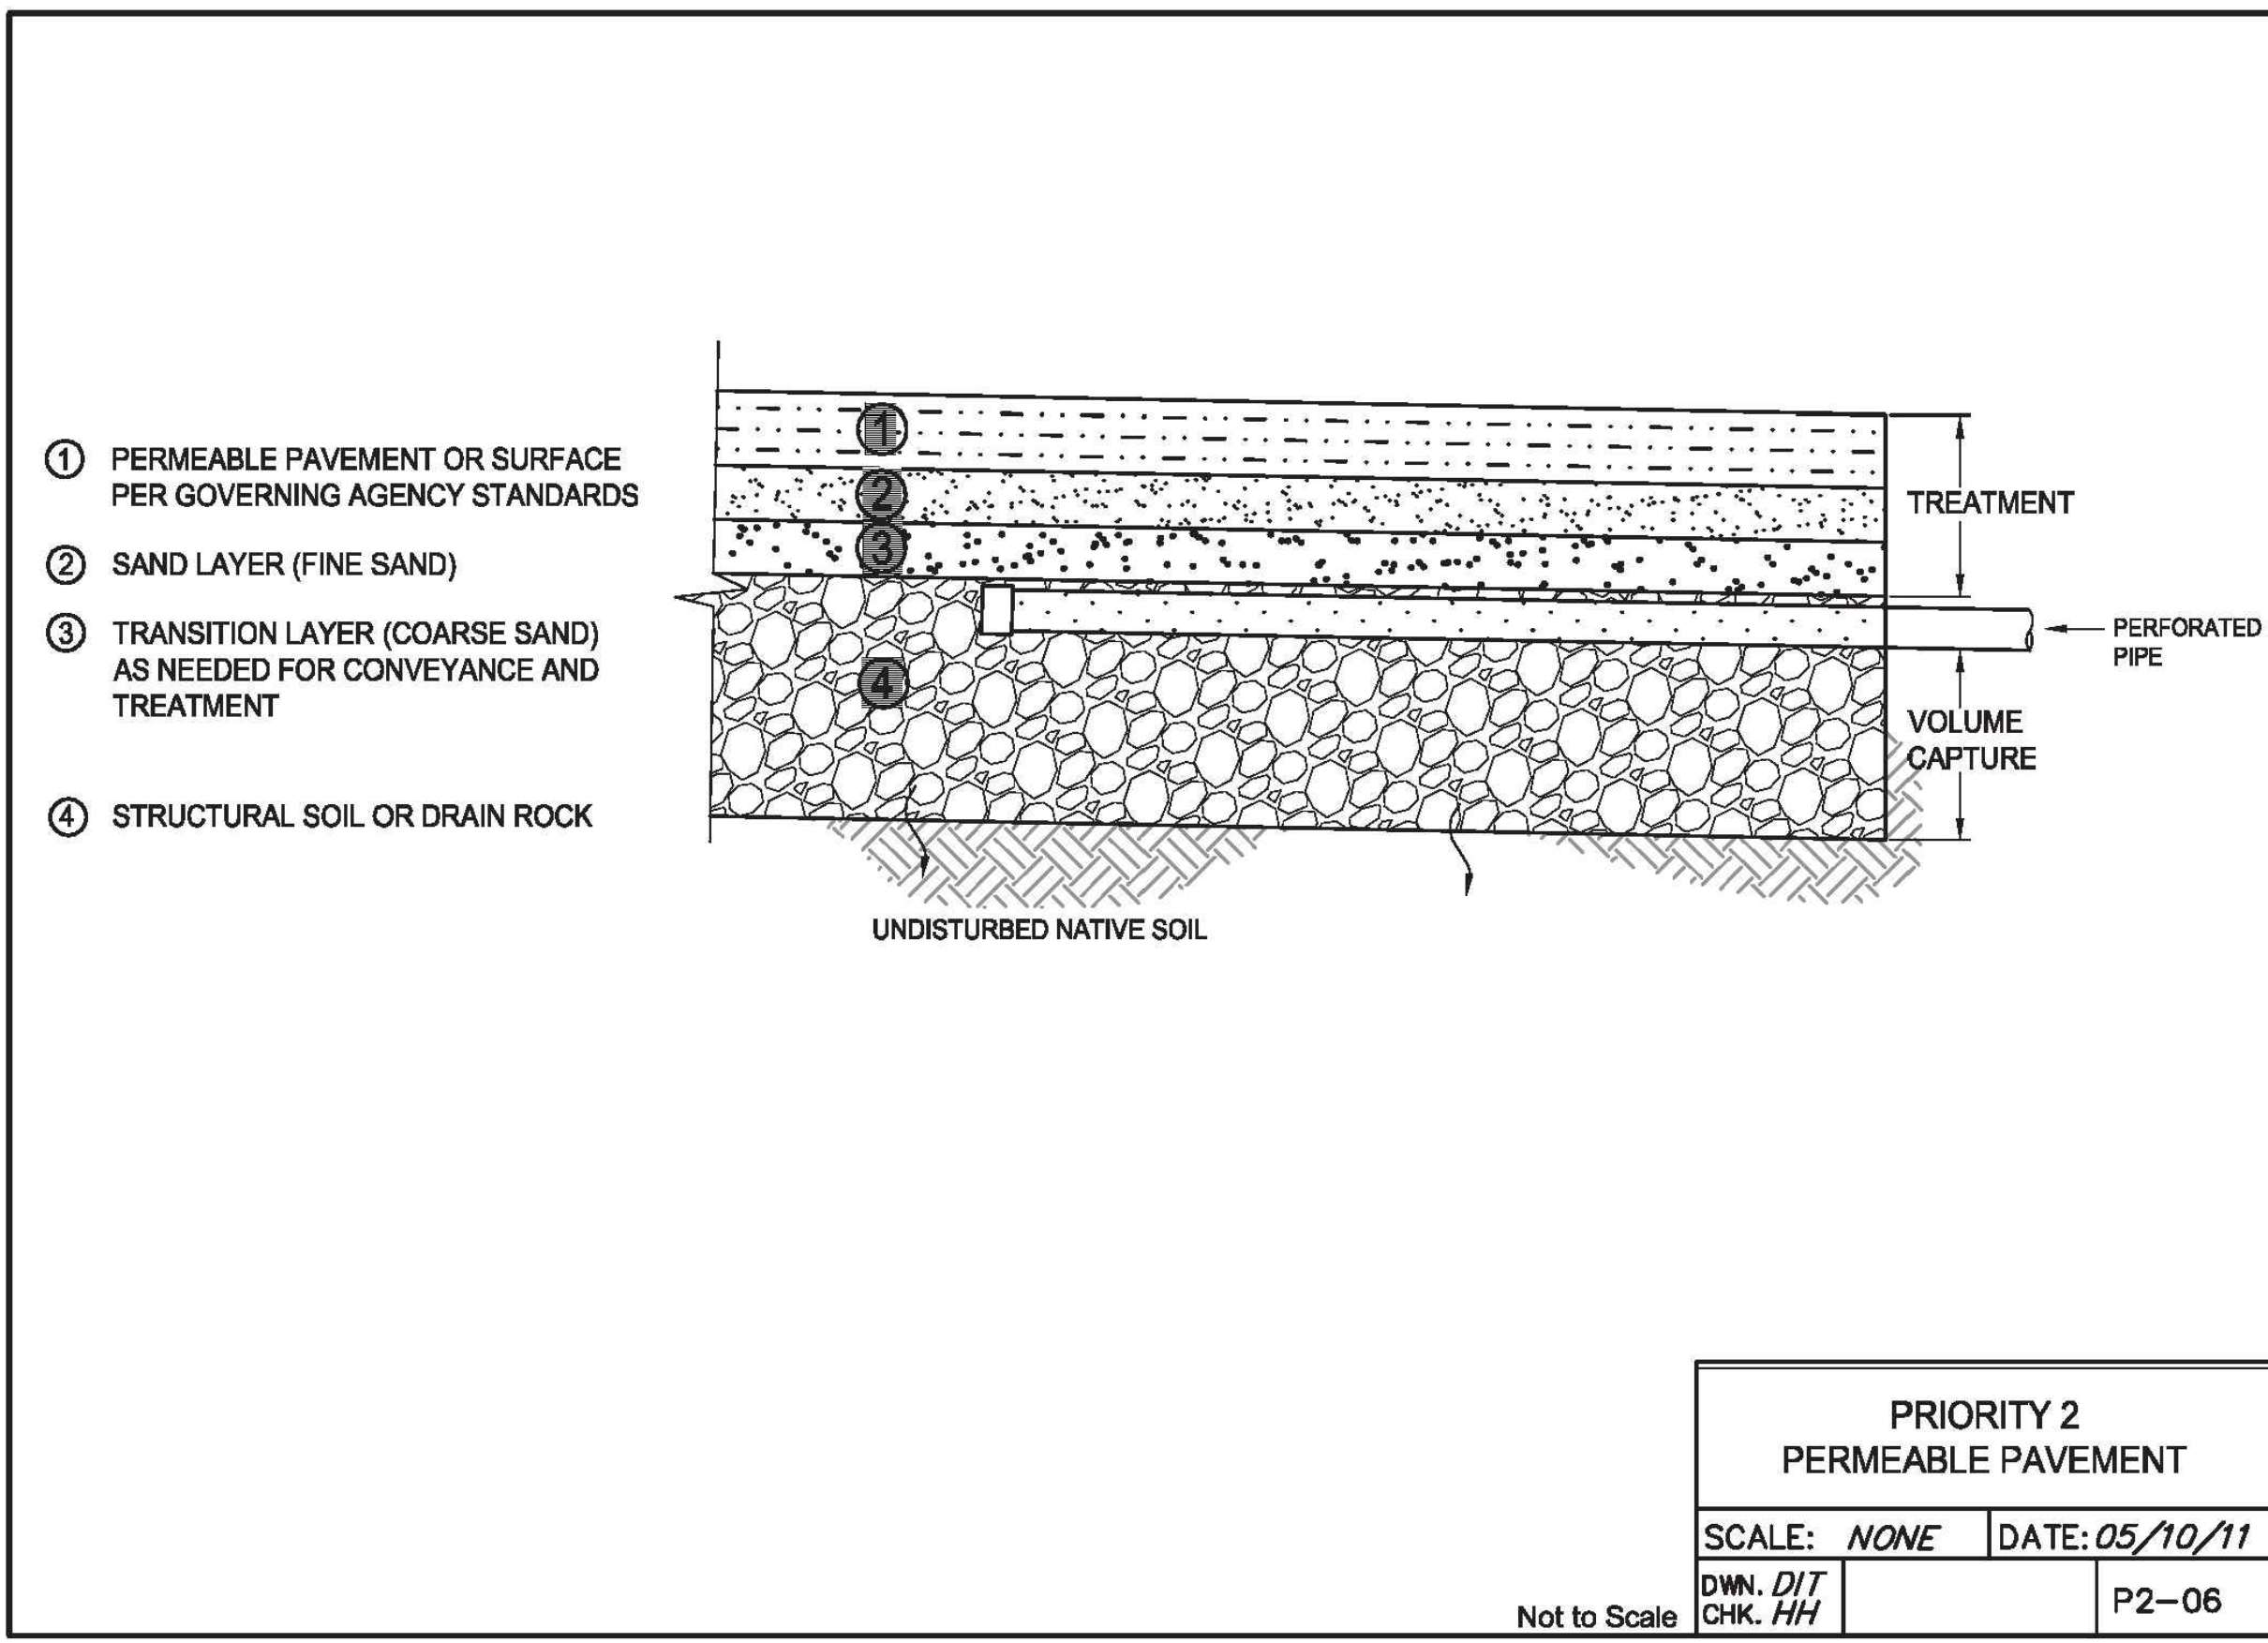 ① PERMEABLE PAVEMENT OR SURFACE
PER GOVERNING AGENCY STANDARDS
② SAND LAYER (FINE SAND)
③ TRANSITION LAYER (COARSE SAND)
AS NEEDED FOR CONVEYANCE AND
TREATMENT
④ STRUCTURAL SOIL OR DRAIN ROCK
1
2
3
4
TREATMENT
PERFORATED
PIPE
VOLUME
CAPTURE
UNDISTURBED NATIVE SOIL
PRIORITY 2
PERMEABLE PAVEMENT
SCALE: NONE
DATE: 05/10/11
DWN. DIT
CHK. HH
P2-06
Not to Scale